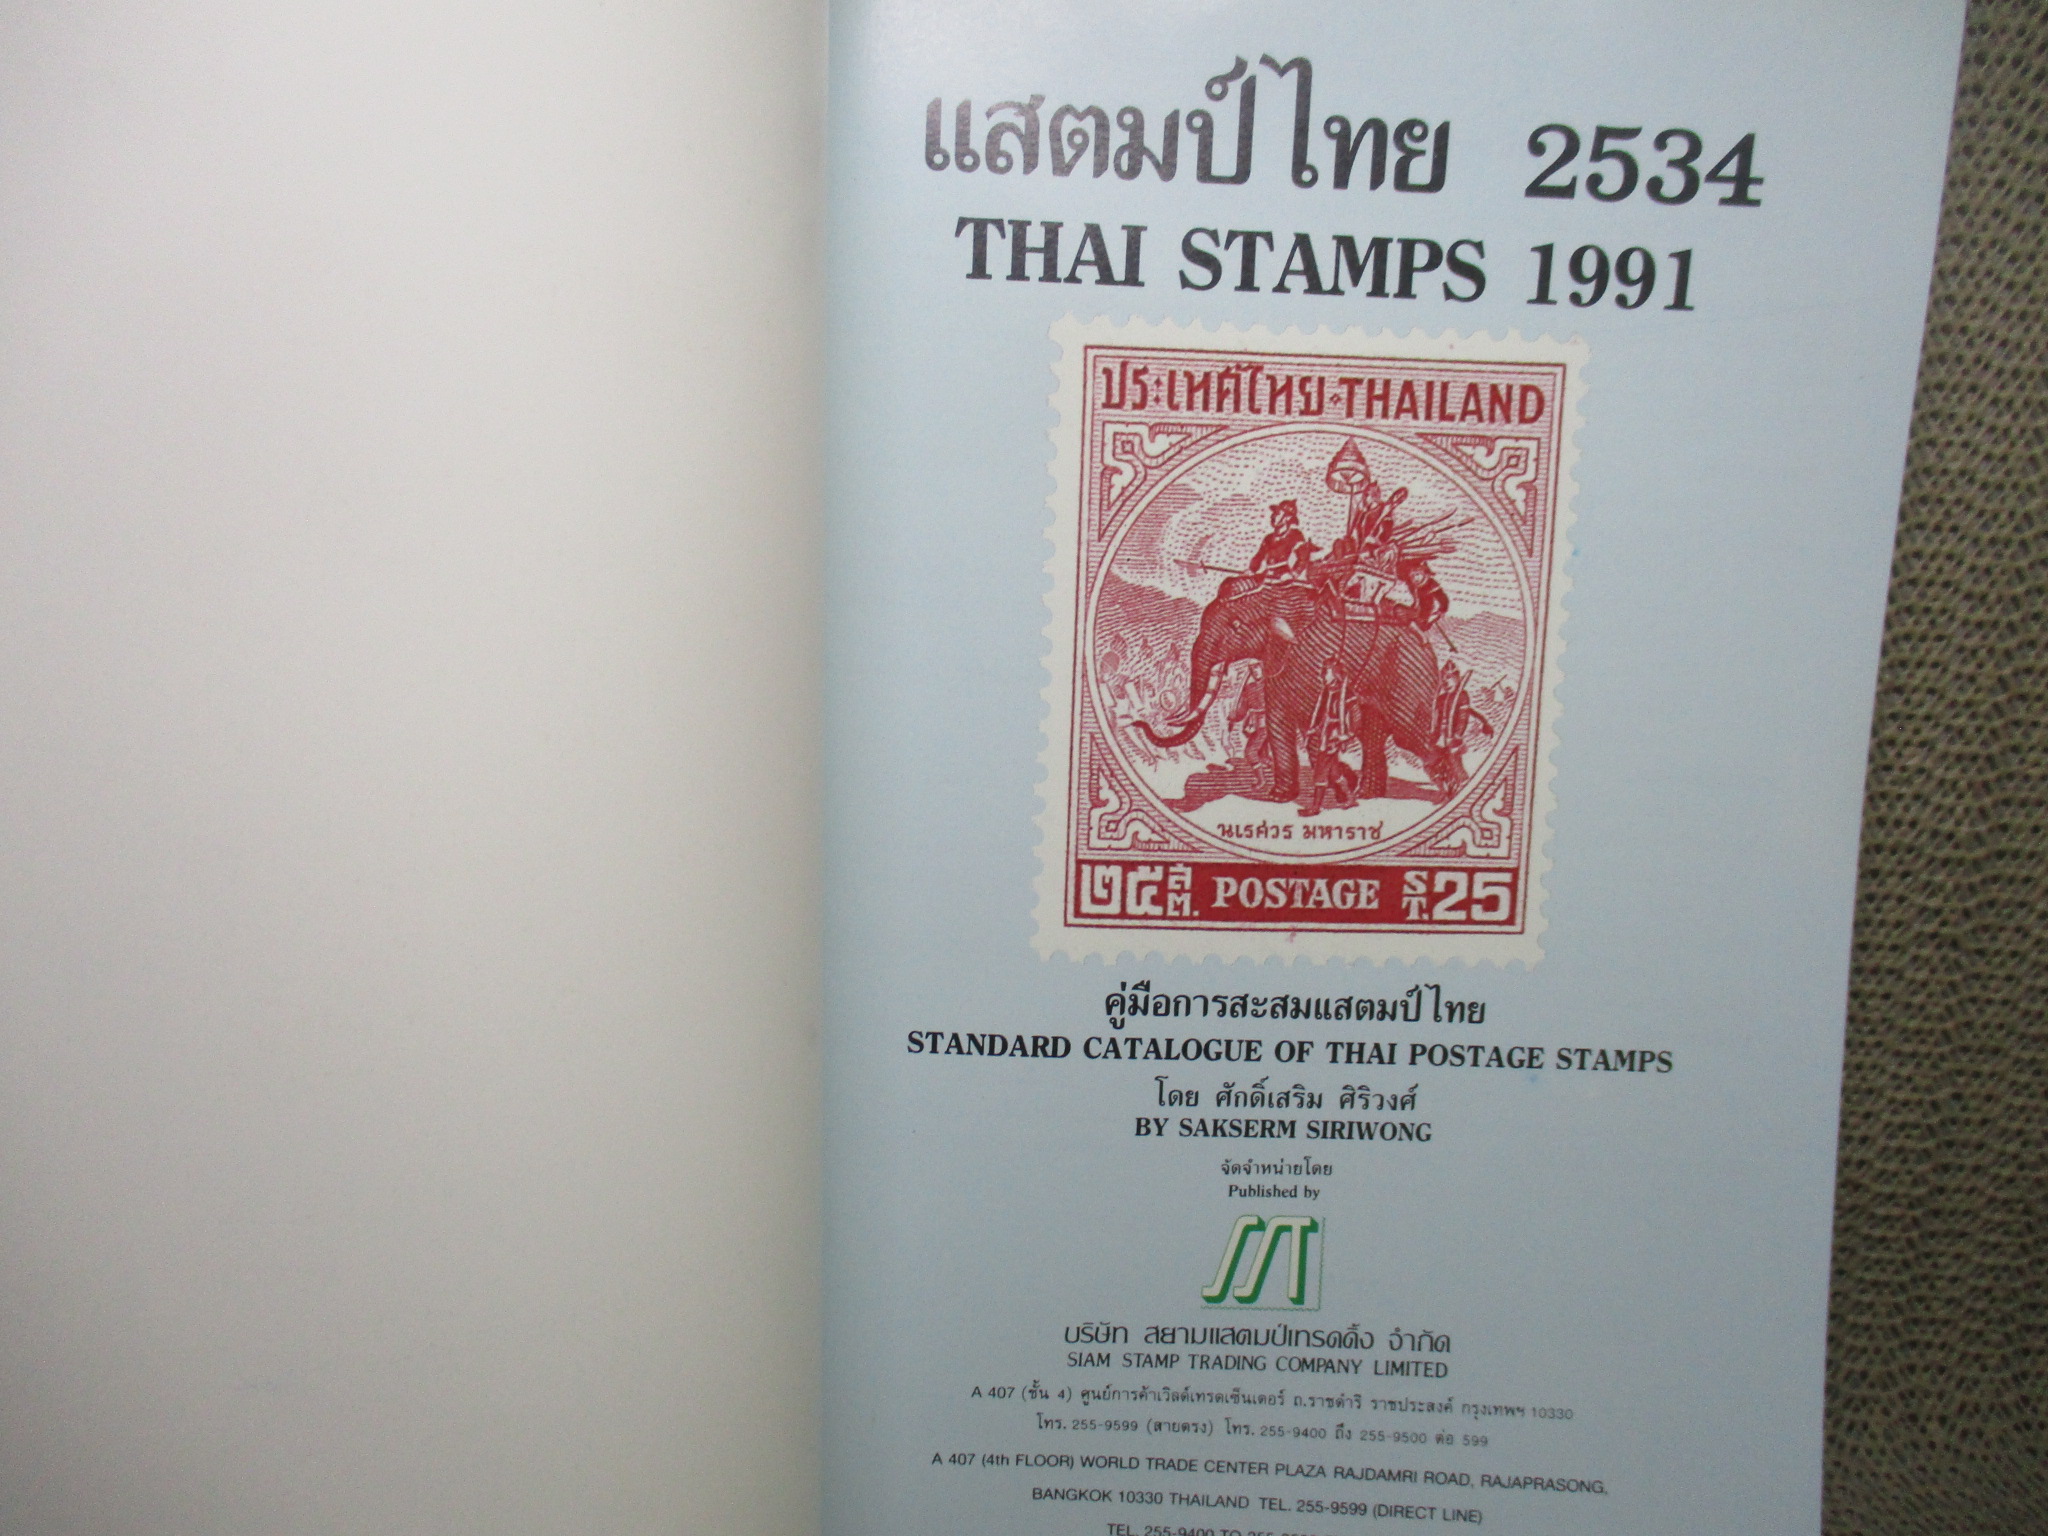 แสตมป์ไทย 2534
THAI STAMPS 1991
ประเทศไทย THAILAND
นเรศวร มหาราช
๒๕ ส.ต. POSTAGE ST. 25
คู่มือการสะสมแสตมป์ไทย
STANDARD CATALOGUE OF THAI POSTAGE STAMPS
โดย ศักดิ์เสริม ศิริวงศ์
BY SAKSERM SIRIWONG
จัดจำหน่ายโดย
Published by
SST
บริษัท สยามแสตมป์เทรดดิ้ง จำกัด
SIAM STAMP TRADING COMPANY LIMITED
A 407 (ชั้น 4) ศูนย์การค้าเวิลด์เทรดเซ็นเตอร์ ถ.ราชดำริ ราชประสงค์ กรุงเทพฯ 10330
โทร. 255-9599 (สายตรง) โทร. 255-9400 ถึง 255-9500 ต่อ 599
A 407 (4th FLOOR) WORLD TRADE CENTER PLAZA RAJDAMRI ROAD, RAJAPRASONG,
BANGKOK 10330 THAILAND TEL. 255-9599 (DIRECT LINE)
TEL. 255-9400 TO